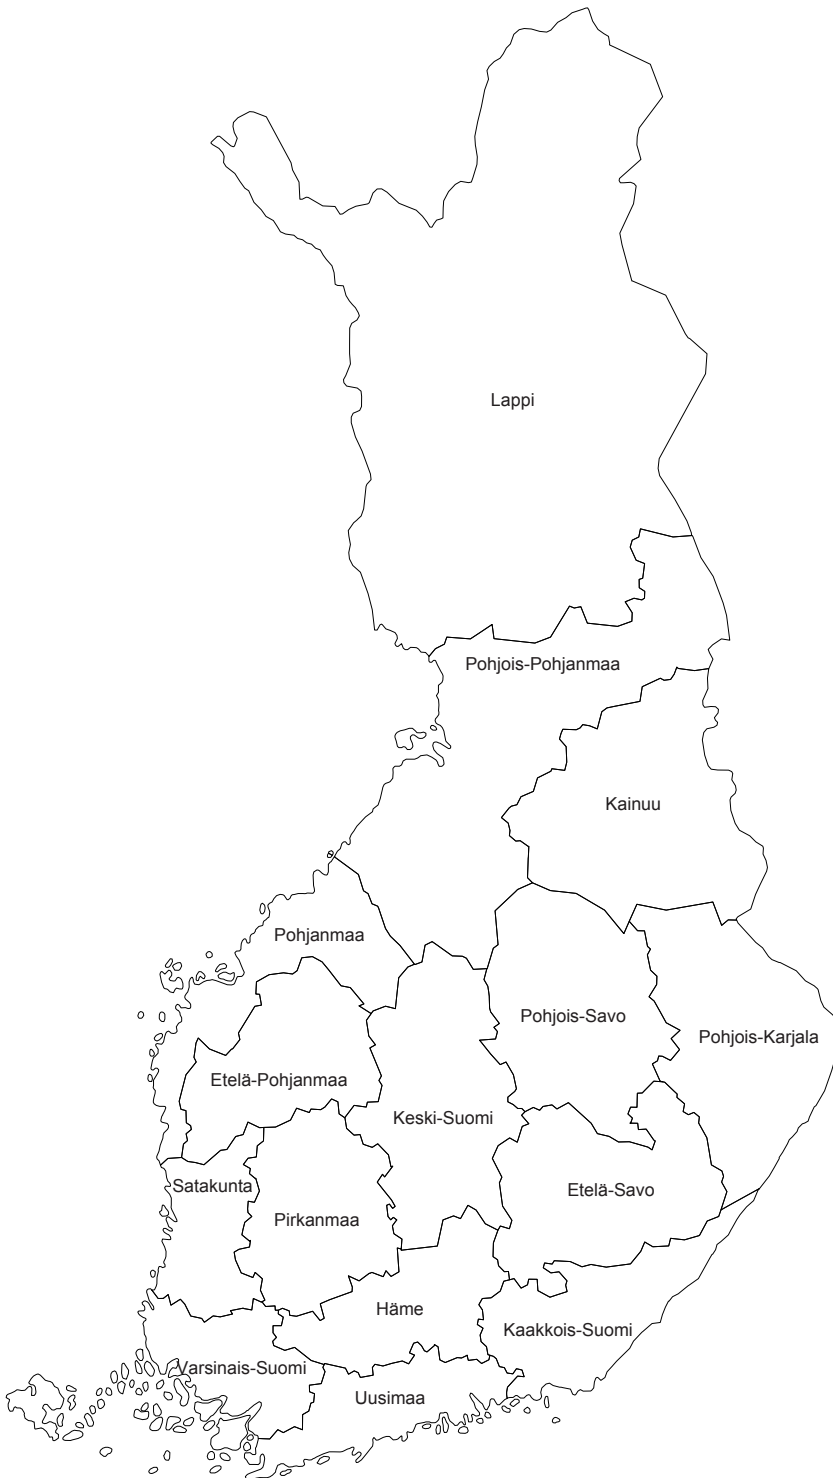 Lappi
Pohjois-Pohjanmaa
Kainuu
Pohjanmaa
Pohjois-Savo
Pohjois-Karjala
Etelä-Pohjanmaa
Keski-Suomi
Satakunta
Etelä-Savo
Pirkanmaa
Häme
Kaakkois-Suomi
Varsinais-Suomi
Uusimaa